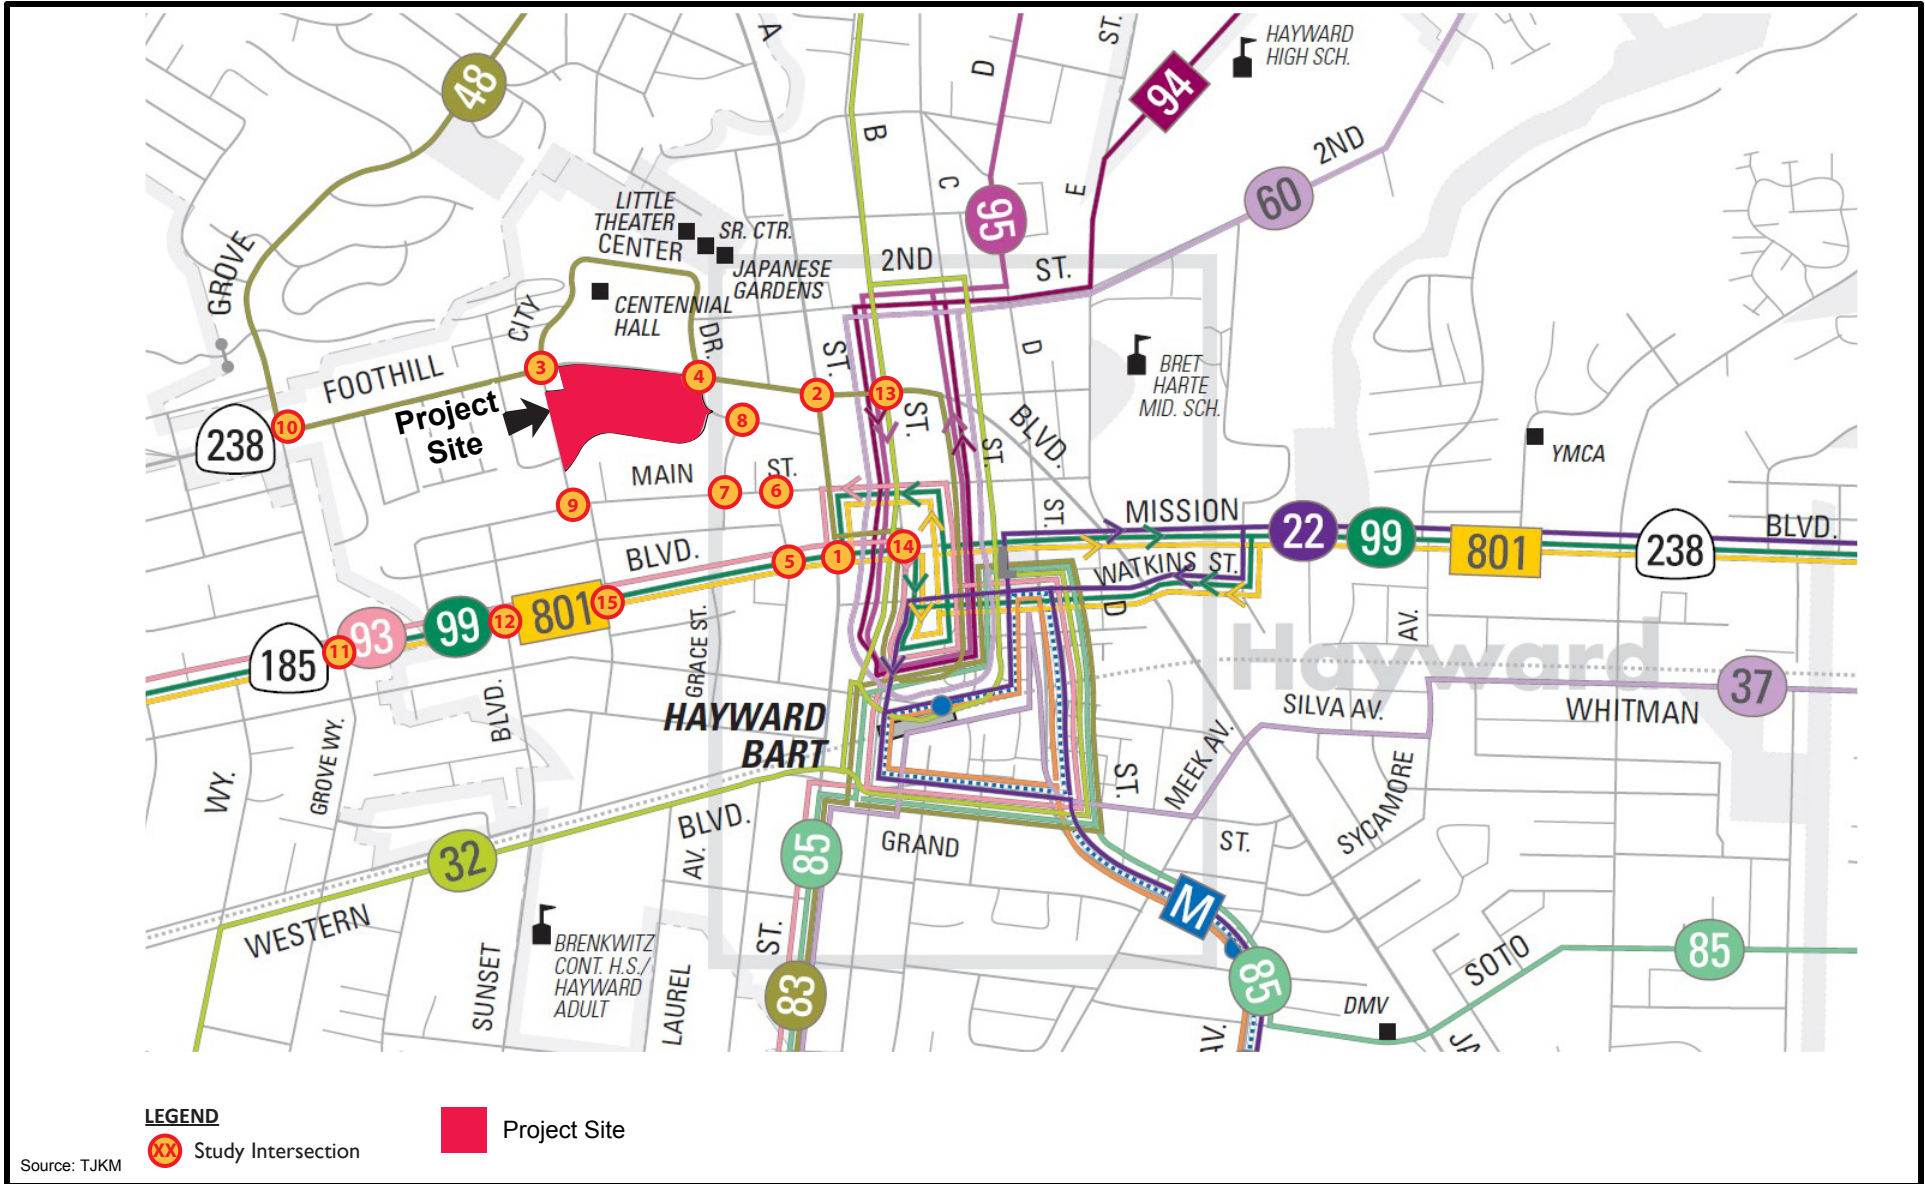 A
ST.
HAYWARD
HIGH SCH.
48
D
94
B
2ND
C
E
60
LITTLE
THEATER
CENTER
SR. CTR.
95
GROVE
2ND
ST.
JAPANESE
GARDENS
CITY
CENTENNIAL
HALL
DR.
ST.
D
3
4
FOOTHILL
2
13
BRET
HARTE
MID. SCH.
Project
Site
238
10
8
ST.
BLVD.
ST.
YMCA
MAIN
ST.
9
7
6
ST.
MISSION
22
99
801
238
BLVD.
BLVD.
5
1
14
WATKINS ST.
D
185
11
93
99
12
801
15
GRACE ST.
AV.
Hayward
37
BLVD.
HAYWARD
BART
SILVA AV.
WHITMAN
WY.
GROVE WY.
MEEK AV.
ST.
SYCAMORE
BLVD.
32
AV.
85
GRAND
ST.
M
WESTERN
BRENKWITZ
CONT. H.S./
HAYWARD
ADULT
ST.
SUNSET
LAUREL
83
85
SOTO
85
DMV
AV.
JA
LEGEND
XX Study Intersection
Project Site
Source: TJKM